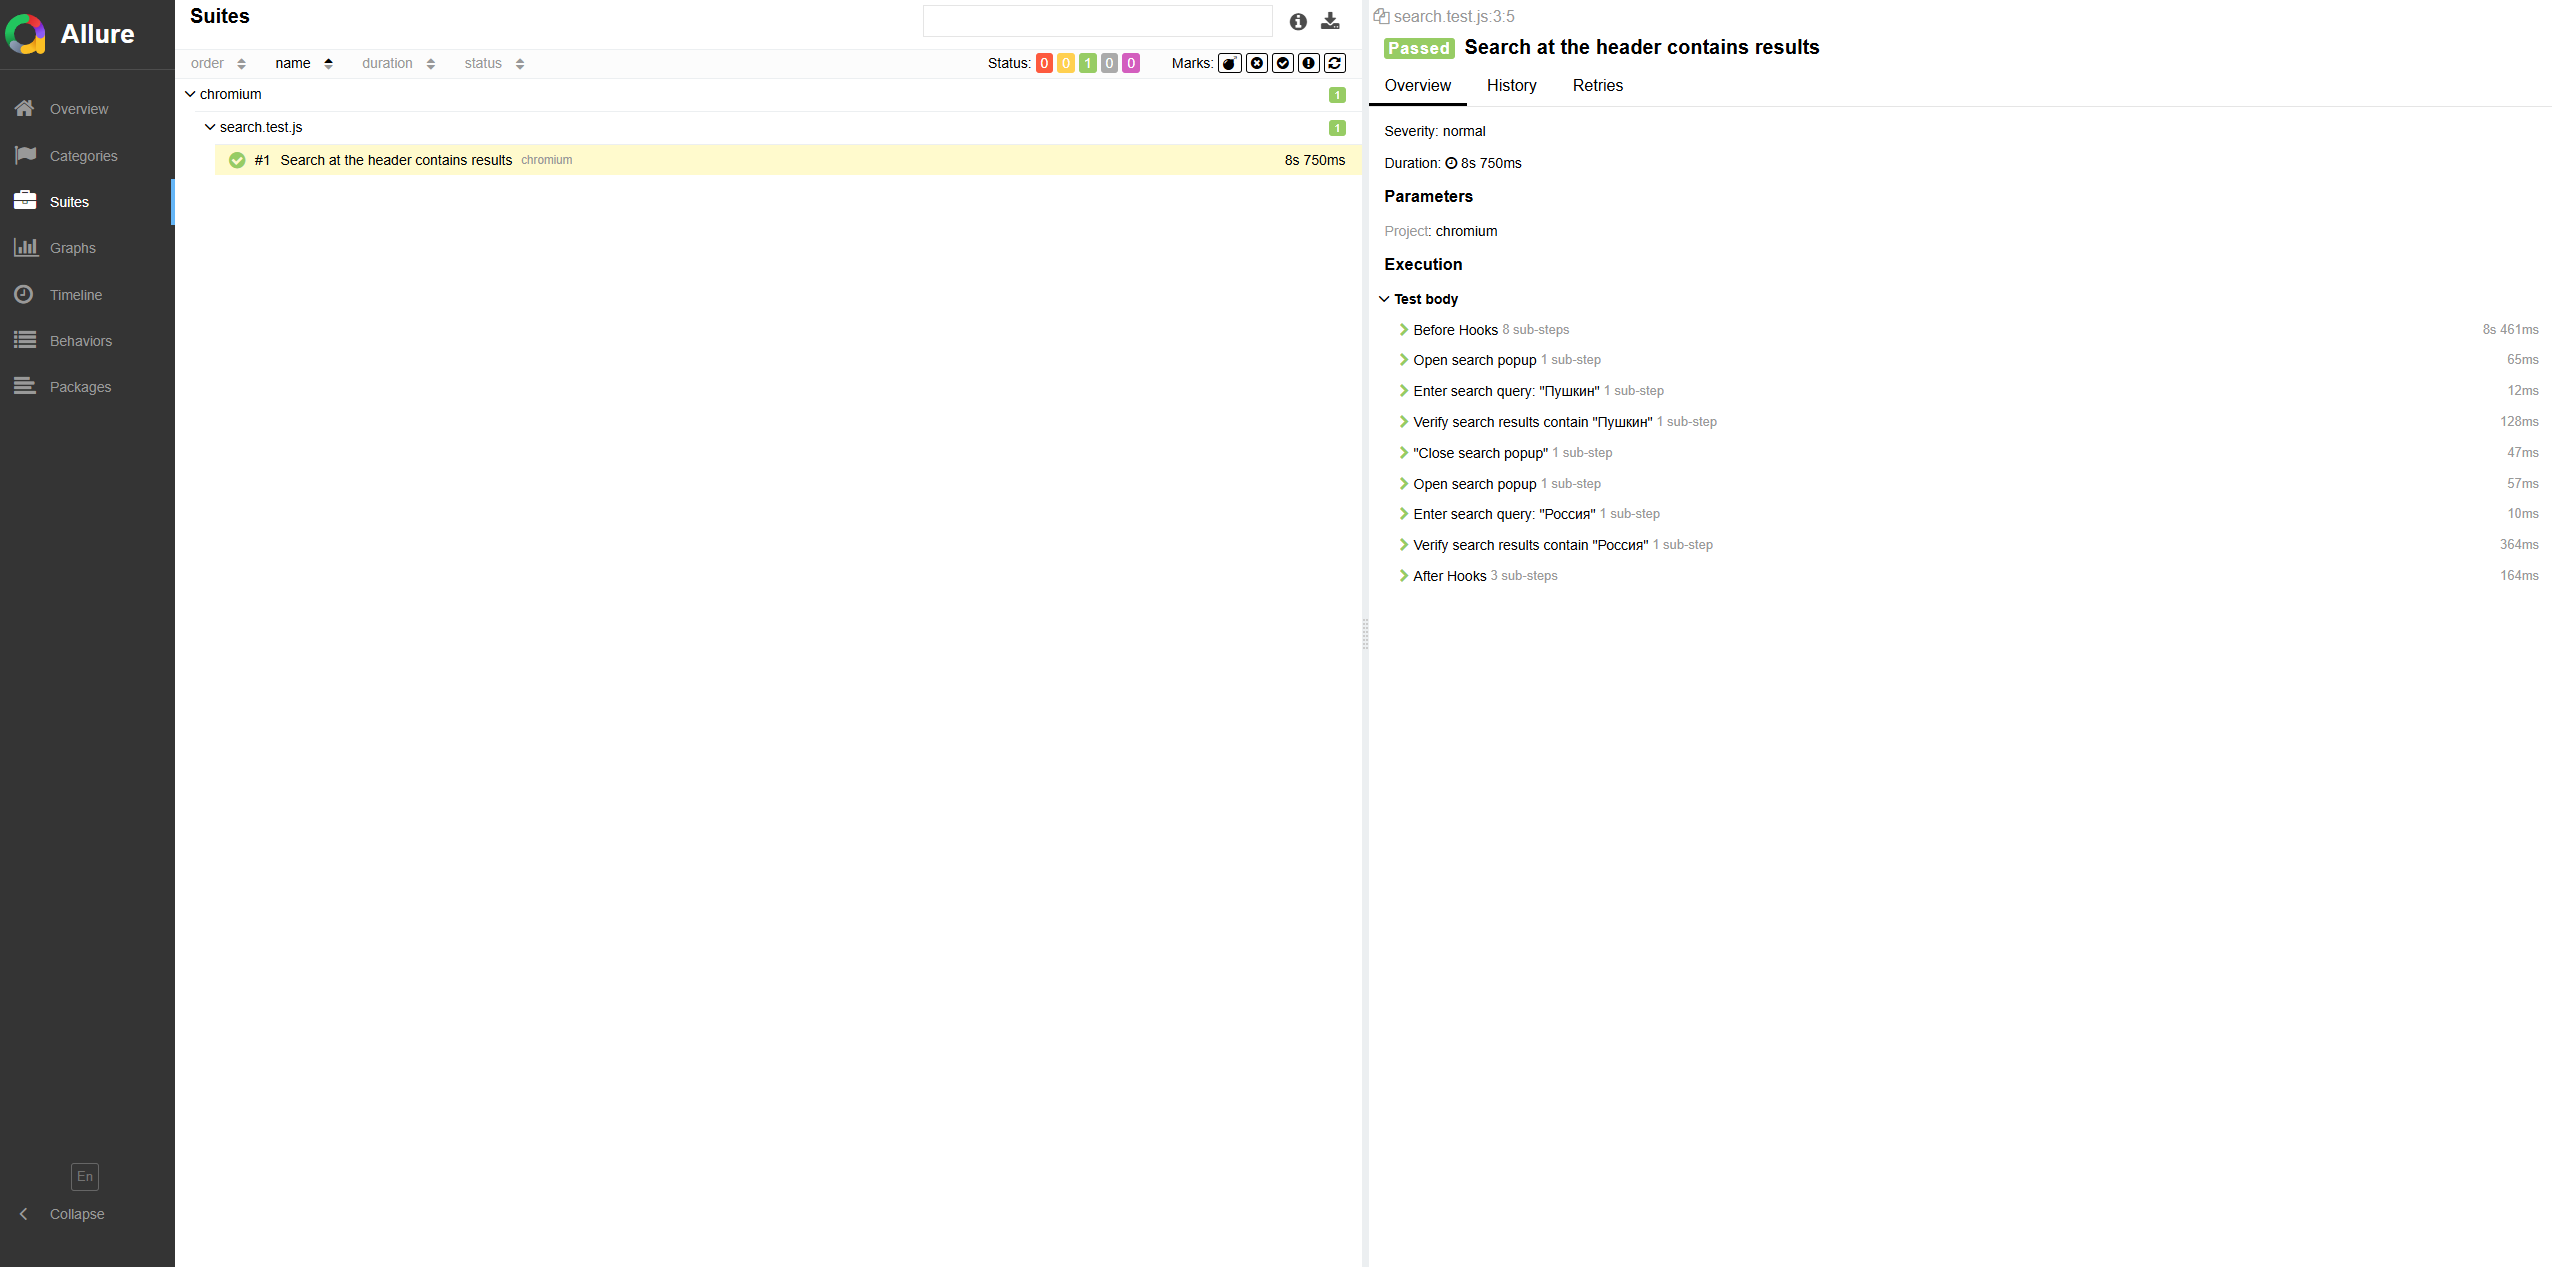 Allure
Overview
Categories
Suites
Graphs
Timeline
Behaviors
Packages
En
Collapse
Suites
order name duration status
Status: 0 0 1 0 0 Marks:
chromium 1
search.test.js 1
#1 Search at the header contains results chromium 8s 750ms
search.test.js:3:5
Passed Search at the header contains results
Overview History Retries
Severity: normal
Duration: 8s 750ms
Parameters
Project: chromium
Execution
Test body
Before Hooks 8 sub-steps 8s 461ms
Open search popup 1 sub-step 65ms
Enter search query: "Пушкин" 1 sub-step 12ms
Verify search results contain "Пушкин" 1 sub-step 128ms
"Close search popup" 1 sub-step 47ms
Open search popup 1 sub-step 57ms
Enter search query: "Россия" 1 sub-step 10ms
Verify search results contain "Россия" 1 sub-step 364ms
After Hooks 3 sub-steps 164ms